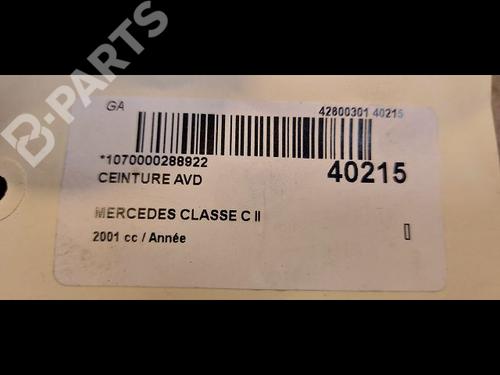 B-PARTS
GA
42800301 40215
*1070000288922
40215
CEINTURE AVD
MERCEDES CLASSE C II
2001 cc / Année